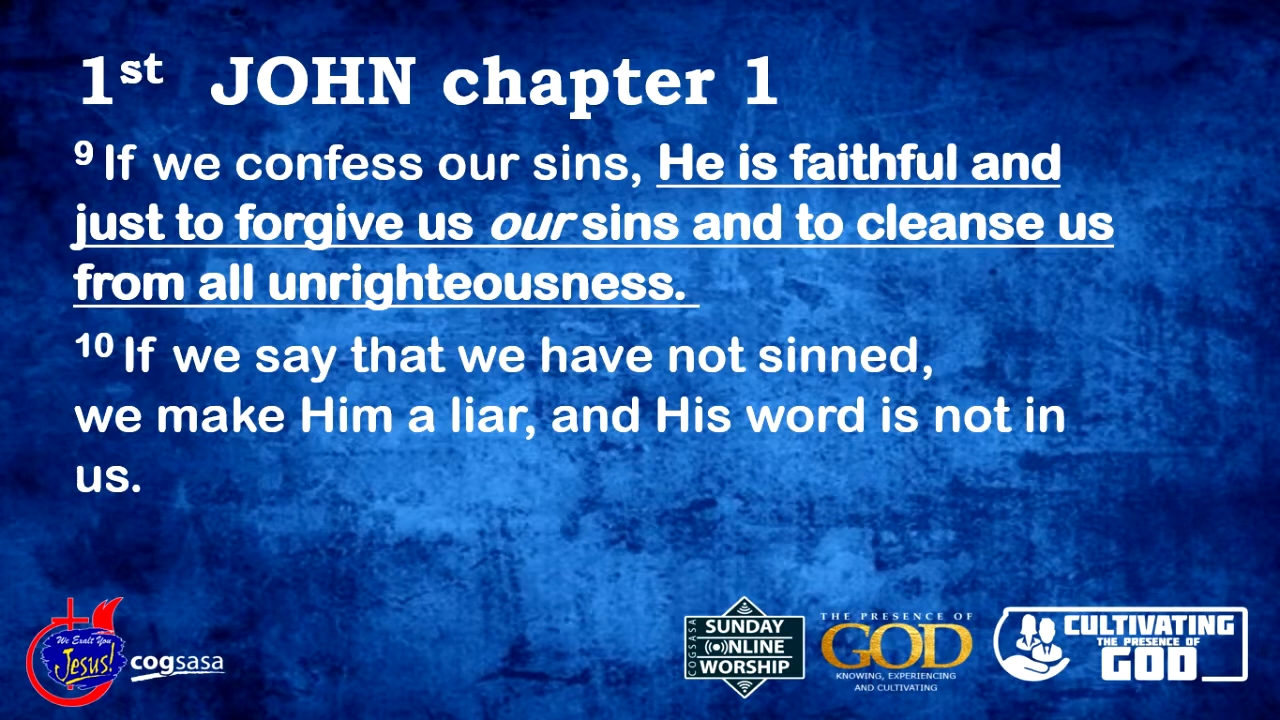 1st JOHN chapter 1
9 If we confess our sins, He is faithful and
just to forgive us our sins and to cleanse us
from all unrighteousness.
10 If we say that we have not sinned,
we make Him a liar, and His word is not in
us.
We Exalt You
Jesus!
cogsasa
COGSASA
SUNDAY
ONLINE
WORSHIP
THE PRESENCE OF
GOD
KNOWING, EXPERIENCING
AND CULTIVATING
CULTIVATING
THE PRESENCE OF
GOD